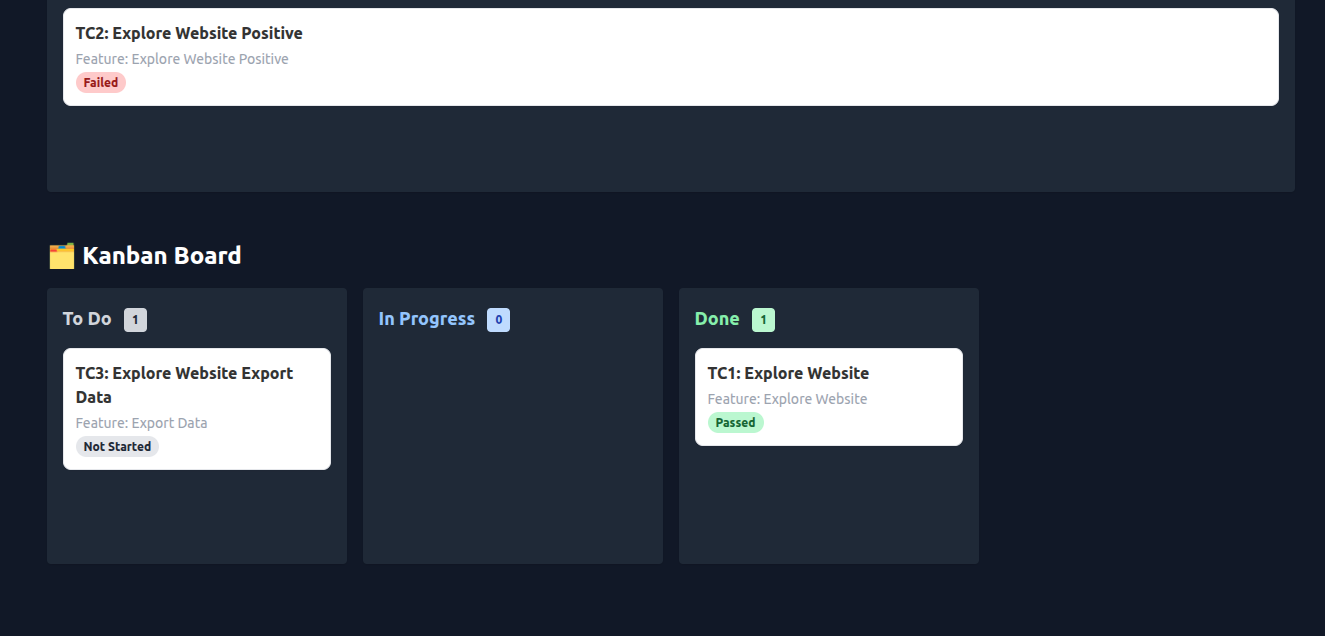 TC2: Explore Website Positive
Feature: Explore Website Positive
Failed
Kanban Board
To Do 1
TC3: Explore Website Export
Data
Feature: Export Data
Not Started
In Progress 0
Done 1
TC1: Explore Website
Feature: Explore Website
Passed